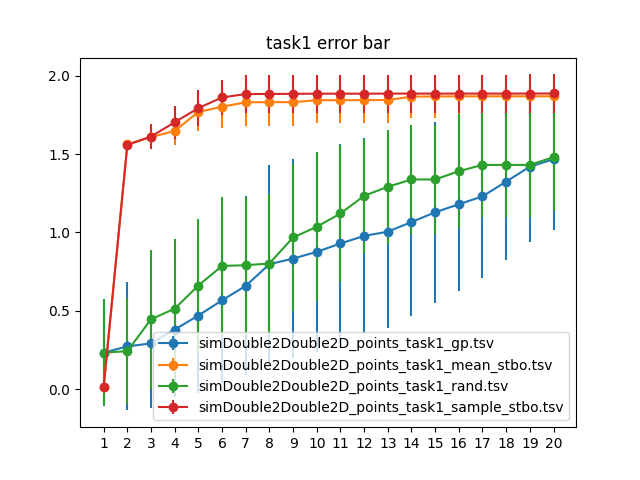 task1 error bar
2.0
1.5
1.0
0.5
0.0
simDouble2Double2D_points_task1_gp.tsv
simDouble2Double2D_points_task1_mean_stbo.tsv
simDouble2Double2D_points_task1_rand.tsv
simDouble2Double2D_points_task1_sample_stbo.tsv
1 2 3 4 5 6 7 8 9 10 11 12 13 14 15 16 17 18 19 20